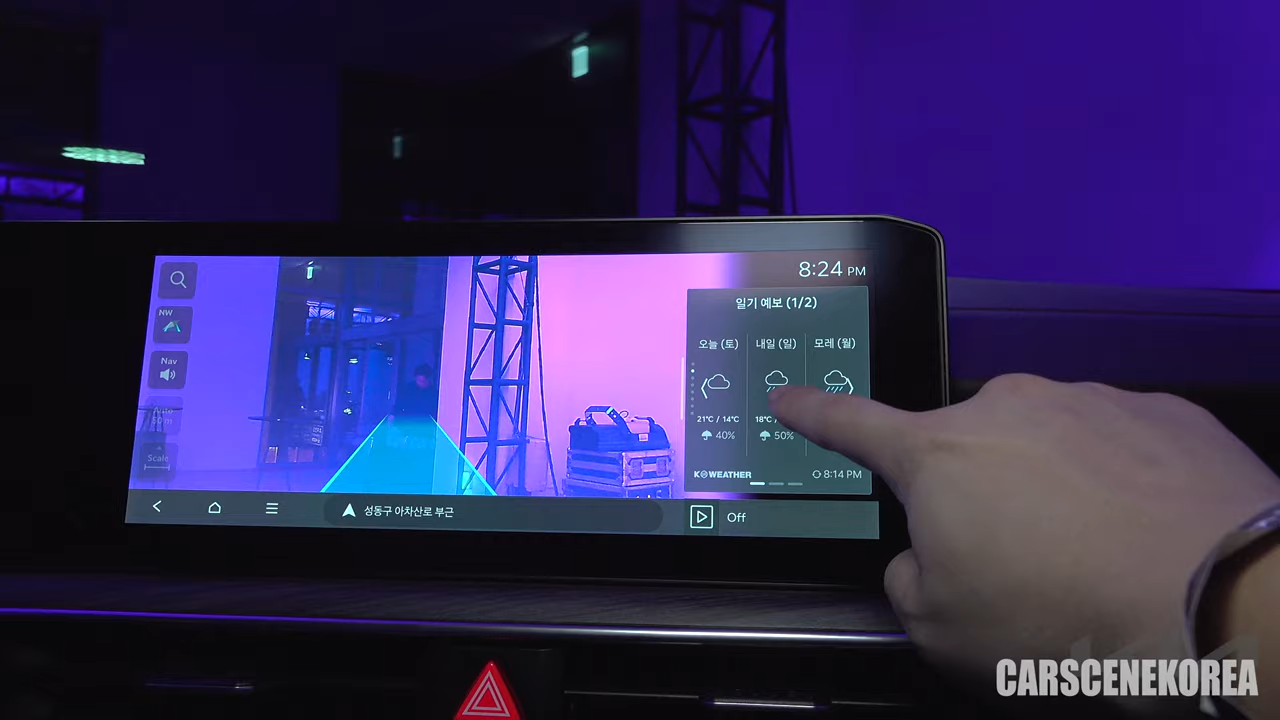 8:24 PM
NW
Nav
Auto
50m
Scale
일기 예보 (1/2)
오늘 (토) 내일 (일) 모레 (월)
21℃ / 14℃ 18℃ /
40% 50%
K WEATHER 8:14 PM
성동구 아차산로 부근
Off
CARSCENEKOREA